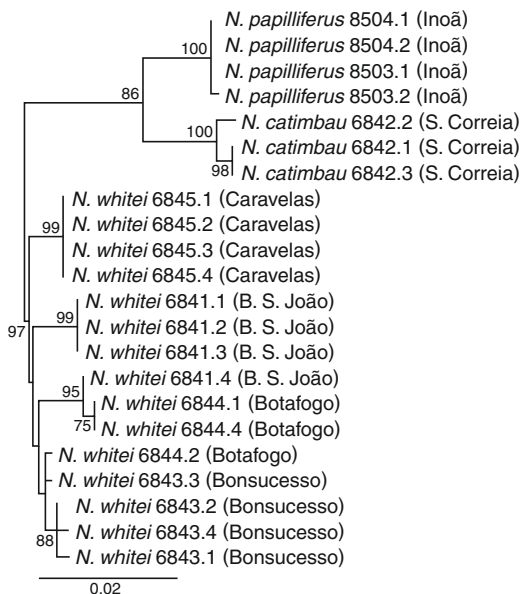 N. papilliferus 8504.1 (Inoã)
100
N. papilliferus 8504.2 (Inoã)
N. papilliferus 8503.1 (Inoã)
86
N. papilliferus 8503.2 (Inoã)
N. catimbau 6842.2 (S. Correia)
100
N. catimbau 6842.1 (S. Correia)
98
N. catimbau 6842.3 (S. Correia)
N. whitei 6845.1 (Caravelas)
99
N. whitei 6845.2 (Caravelas)
N. whitei 6845.3 (Caravelas)
N. whitei 6845.4 (Caravelas)
N. whitei 6841.1 (B. S. João)
99
N. whitei 6841.2 (B. S. João)
97
N. whitei 6841.3 (B. S. João)
N. whitei 6841.4 (B. S. João)
95
N. whitei 6844.1 (Botafogo)
75
N. whitei 6844.4 (Botafogo)
N. whitei 6844.2 (Botafogo)
N. whitei 6843.3 (Bonsucesso)
N. whitei 6843.2 (Bonsucesso)
88
N. whitei 6843.4 (Bonsucesso)
N. whitei 6843.1 (Bonsucesso)
0.02